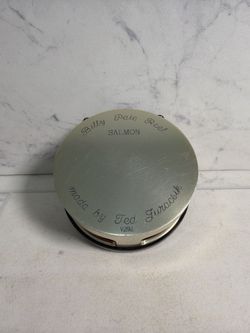 Billy Pate Reel
SALMON
made by Ted Juracsik